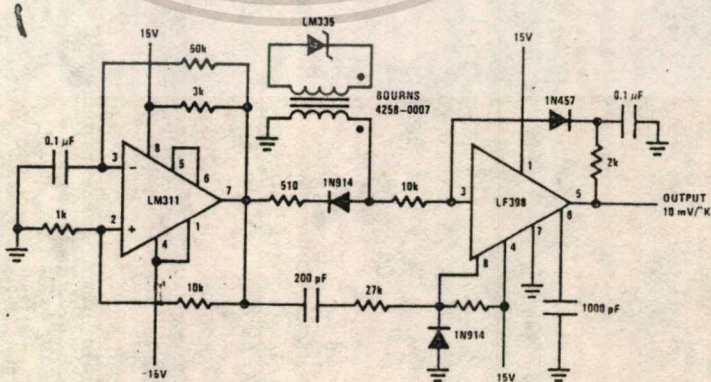 LM335
15V
50k
15V
BOURNS
4258-0007
3k
1N457
0.1 µF
0.1 µF
8
5
1
2k
3
−
6
510
1N914
10k
3
LM311
7
LF398
5
OUTPUT
10 mV/°K
1k
2
+
4
1
6
4
7
8
200 pF
27k
10k
1000 pF
1N914
-15V
15V